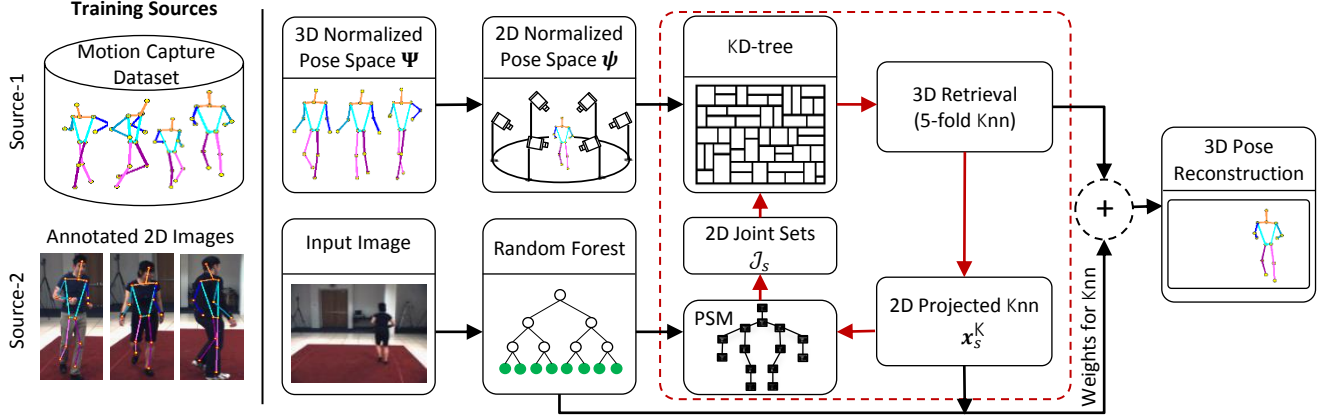 Training Sources
Source-1
Motion Capture
Dataset
Source-2
Annotated 2D Images
3D Normalized
Pose Space Ψ
2D Normalized
Pose Space ψ
KD-tree
3D Retrieval
(5-fold Knn)
3D Pose
Reconstruction
+
Input Image
Random Forest
2D Joint Sets
𝒥s
PSM
2D Projected Knn
xsK
Weights for Knn